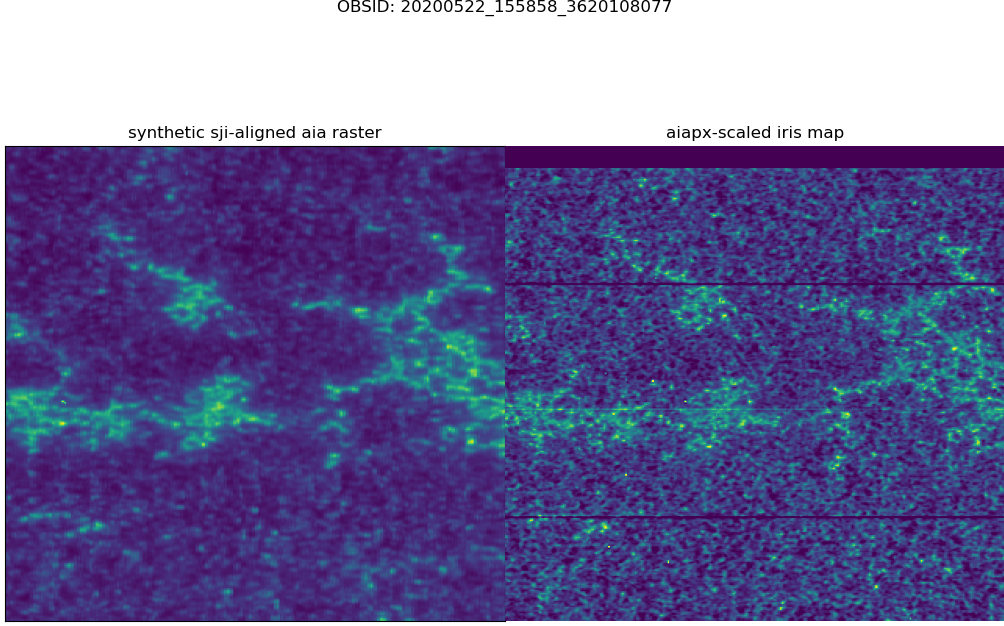 OBSID: 20200522_155858_3620108077
synthetic sji-aligned aia raster
aiapx-scaled iris map